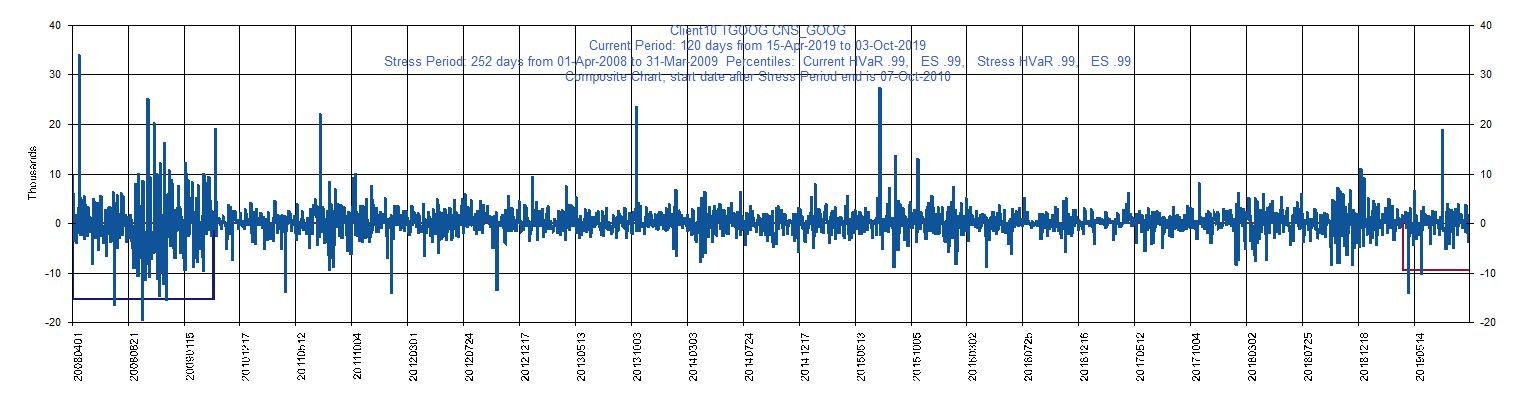 Client10 TGOOG CNS_GOOG
Current Period: 120 days from 15-Apr-2019 to 03-Oct-2019
Stress Period: 252 days from 01-Apr-2008 to 31-Mar-2009 Percentiles: Current HVaR .99, ES .99, Stress HVaR .99, ES .99
Composite Chart, start date after Stress Period end is 07-Oct-2010
Thousands
40 40
30 30
20 20
10 10
0 0
-10 -10
-20 -20
20080401 20080821 20090115 20101217 20110512 20111004 20120301 20120724 20121217 20130513 20131003 20140303 20140724 20141217 20150513 20151005 20160302 20160725 20161216 20170512 20171004 20180302 20180725 20181218 20190514